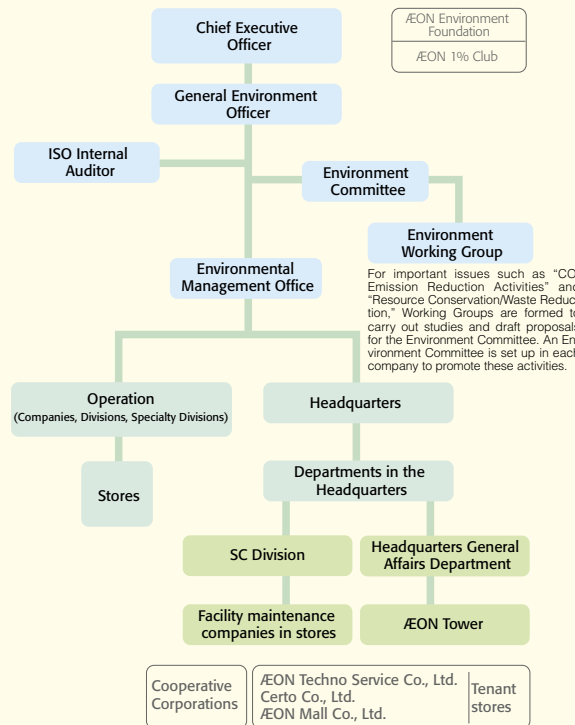 Chief Executive
Officer
ÆON Environment
Foundation
ÆON 1% Club
General Environment
Officer
ISO Internal
Auditor
Environment
Committee
Environment
Working Group
For important issues such as “CO
Emission Reduction Activities” and
“Resource Conservation/Waste Reduc
tion,” Working Groups are formed to
carry out studies and draft proposals
for the Environment Committee. An En
vironment Committee is set up in each
company to promote these activities.
Environmental
Management Office
Operation
(Companies, Divisions, Specialty Divisions)
Headquarters
Stores
Departments in the
Headquarters
SC Division
Headquarters General
Affairs Department
Facility maintenance
companies in stores
ÆON Tower
Cooperative
Corporations
ÆON Techno Service Co., Ltd.
Certo Co., Ltd.
ÆON Mall Co., Ltd.
Tenant
stores